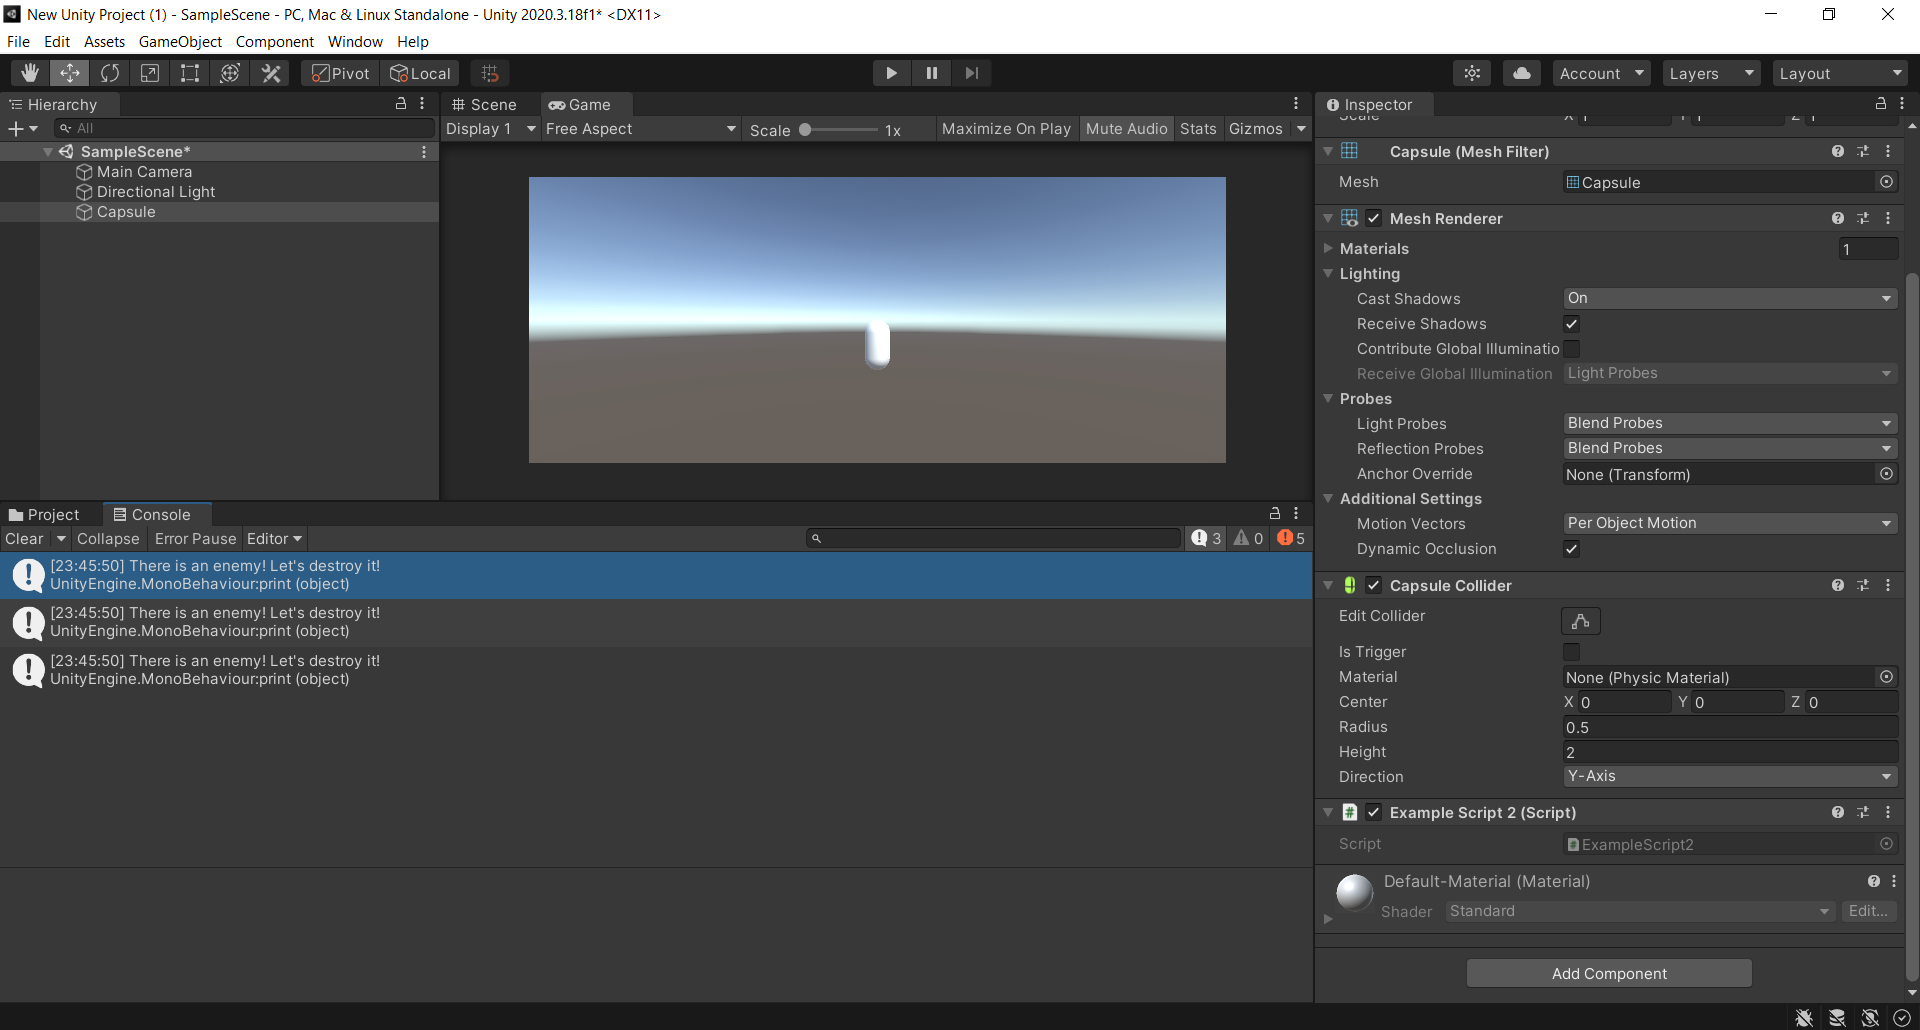 New Unity Project (1) - SampleScene - PC, Mac & Linux Standalone - Unity 2020.3.18f1* <DX11>
File Edit Assets GameObject Component Window Help
Pivot Local Account Layers Layout
Hierarchy
All
SampleScene*
Main Camera
Directional Light
Capsule
Scene Game
Display 1 Free Aspect Scale 1x Maximize On Play Mute Audio Stats Gizmos
Project Console
Clear Collapse Error Pause Editor 3 0 5
[23:45:50] There is an enemy! Let's destroy it!
UnityEngine.MonoBehaviour:print (object)
[23:45:50] There is an enemy! Let's destroy it!
UnityEngine.MonoBehaviour:print (object)
[23:45:50] There is an enemy! Let's destroy it!
UnityEngine.MonoBehaviour:print (object)
Inspector
Scale X 1 Y 1 Z 1
Capsule (Mesh Filter)
Mesh Capsule
Mesh Renderer
Materials 1
Lighting
Cast Shadows On
Receive Shadows
Contribute Global Illuminatio
Receive Global Illumination Light Probes
Probes
Light Probes Blend Probes
Reflection Probes Blend Probes
Anchor Override None (Transform)
Additional Settings
Motion Vectors Per Object Motion
Dynamic Occlusion
Capsule Collider
Edit Collider
Is Trigger
Material None (Physic Material)
Center X 0 Y 0 Z 0
Radius 0.5
Height 2
Direction Y-Axis
Example Script 2 (Script)
Script ExampleScript2
Default-Material (Material)
Shader Standard Edit...
Add Component